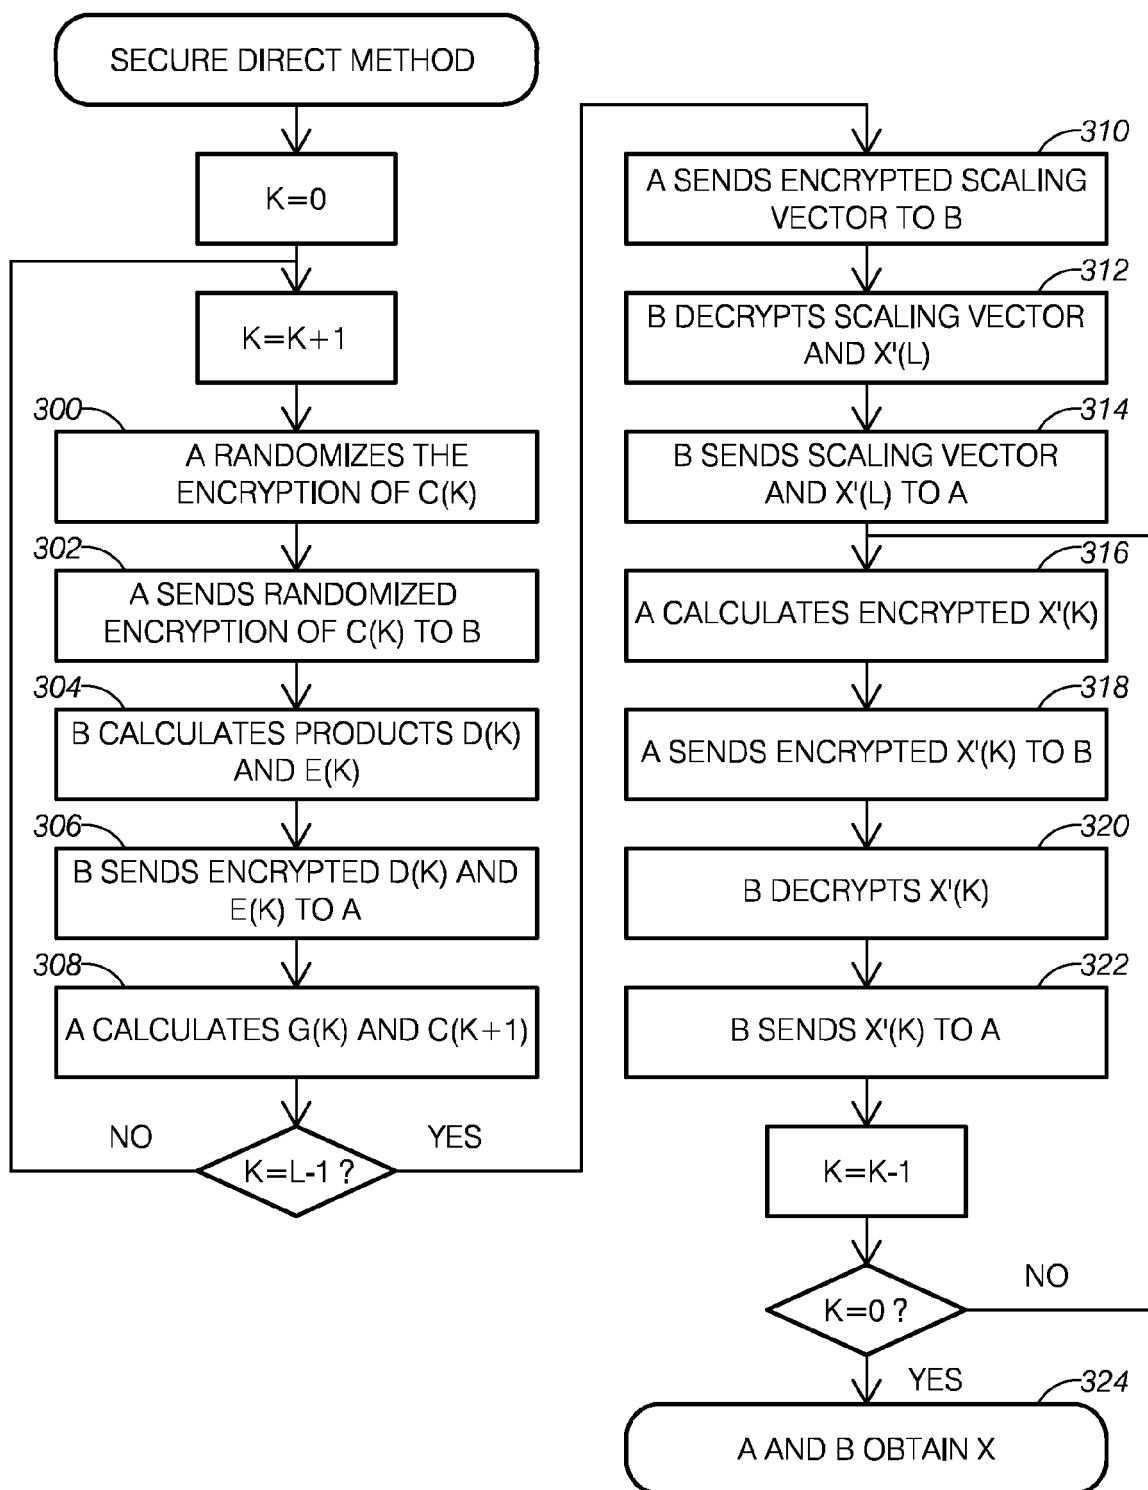 SECURE DIRECT METHOD
K=0
K=K+1
300
A RANDOMIZES THE
ENCRYPTION OF C(K)
302
A SENDS RANDOMIZED
ENCRYPTION OF C(K) TO B
304
B CALCULATES PRODUCTS D(K)
AND E(K)
306
B SENDS ENCRYPTED D(K) AND
E(K) TO A
308
A CALCULATES G(K) AND C(K+1)
NO
YES
K=L-1 ?
310
A SENDS ENCRYPTED SCALING
VECTOR TO B
312
B DECRYPTS SCALING VECTOR
AND X'(L)
314
B SENDS SCALING VECTOR
AND X'(L) TO A
316
A CALCULATES ENCRYPTED X'(K)
318
A SENDS ENCRYPTED X'(K) TO B
320
B DECRYPTS X'(K)
322
B SENDS X'(K) TO A
K=K-1
NO
K=0 ?
YES
324
A AND B OBTAIN X